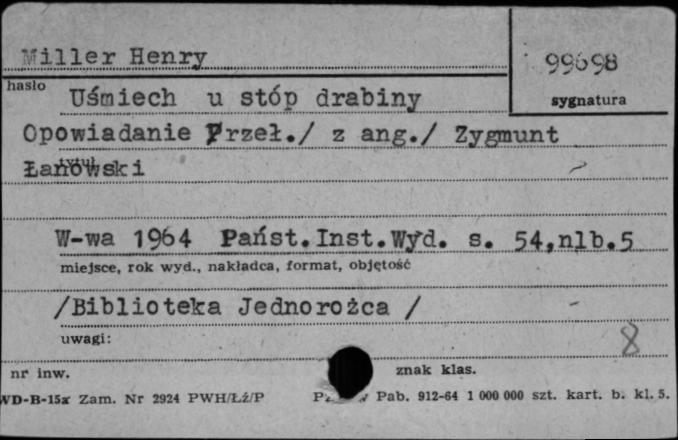 Miller Henry
99698
hasło
Uśmiech u stóp drabiny
sygnatura
Opowiadanie Przeł./ z ang./ Zygmunt
tytuł
Łanowski
W-wa 1964 Państ.Inst.Wyd. s. 54,nlb.5
miejsce, rok wyd., nakładca, format, objętość
/Biblioteka Jednorożca /
uwagi:
8
nr inw.
znak klas.
WD-B-15x Zam. Nr 2924 PWH/Łź/P
Pab. 912-64 1 000 000 szt. kart. b. kl. 5.